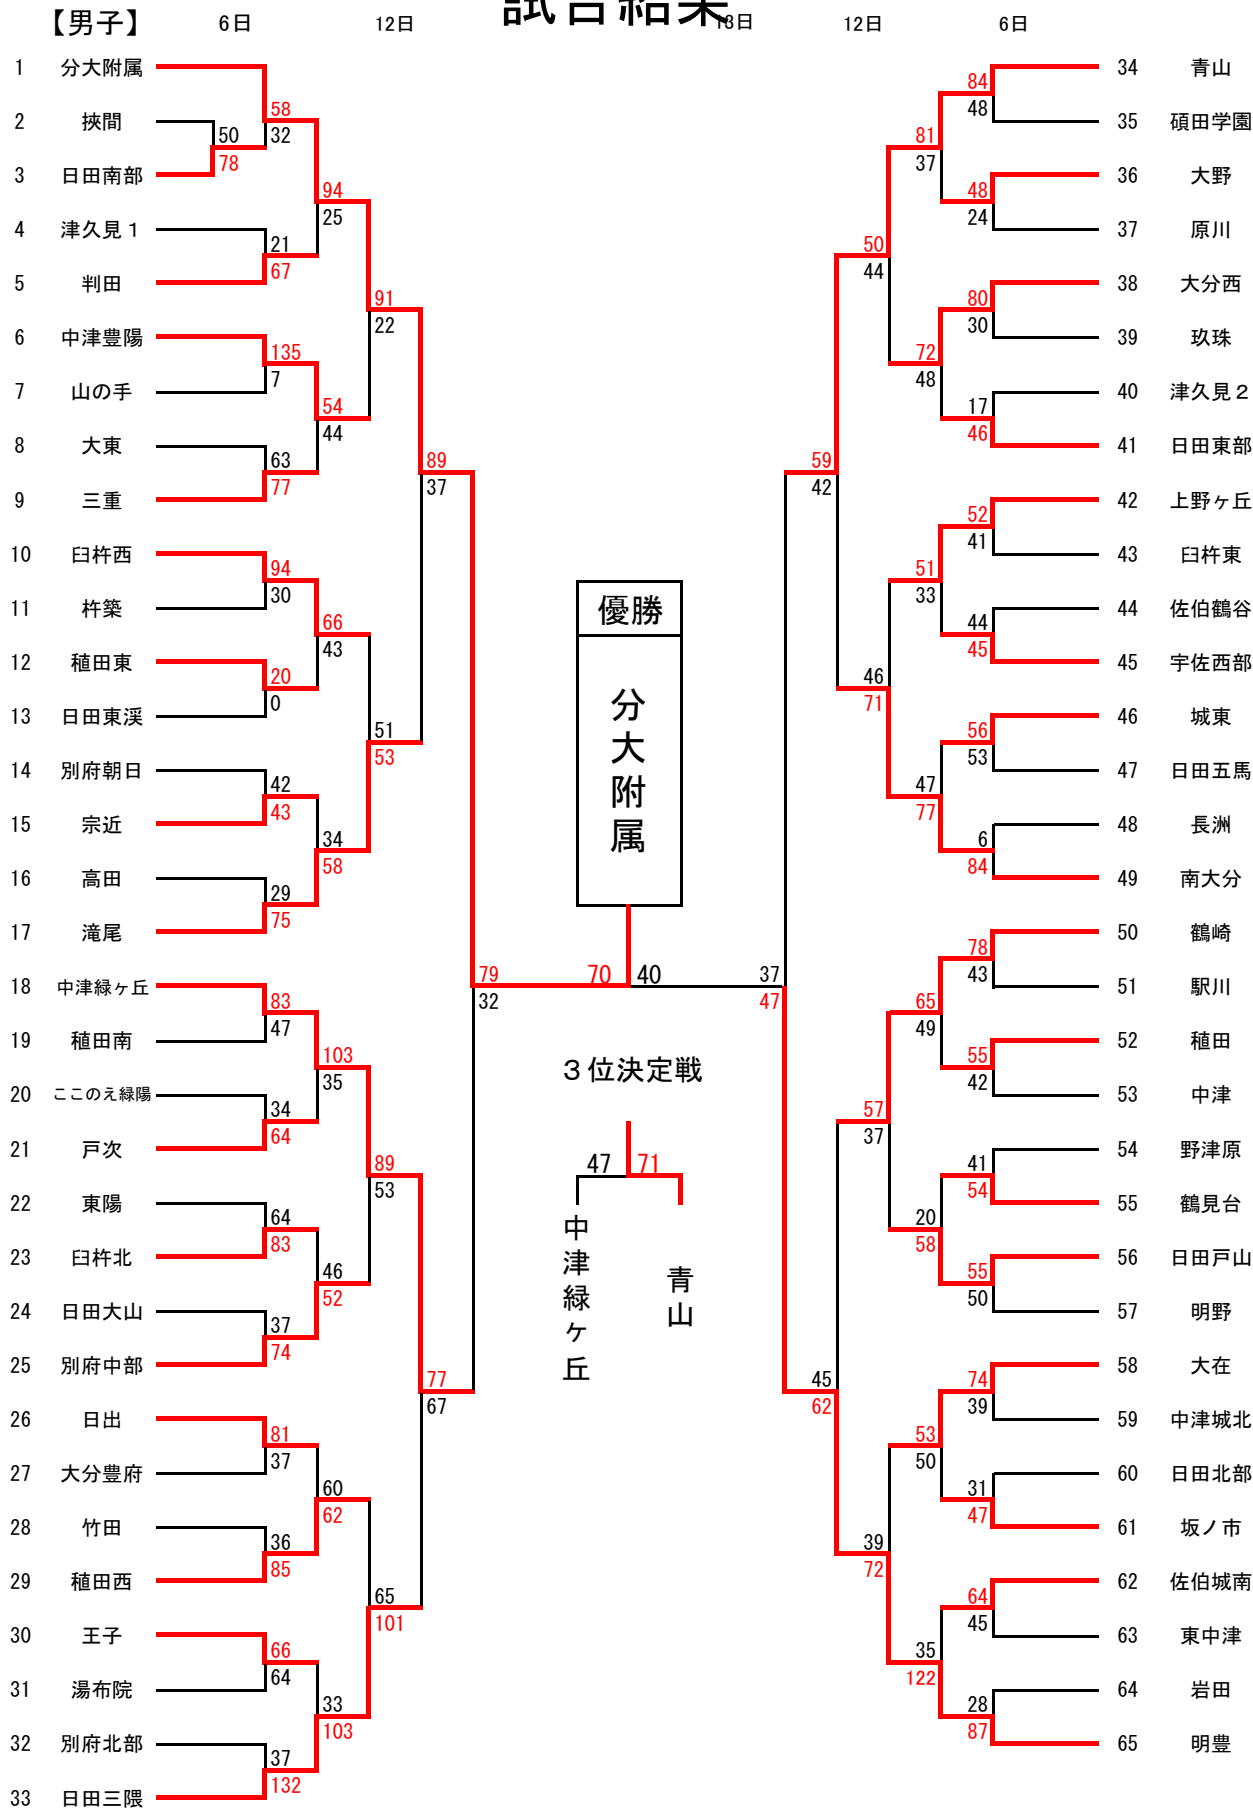 試合結果
【男子】 6日 12日 13日 12日 6日
1 分大附属
2 挾間
3 日田南部
4 津久見１
5 判田
6 中津豊陽
7 山の手
8 大東
9 三重
10 臼杵西
11 杵築
12 稙田東
13 日田東渓
14 別府朝日
15 宗近
16 高田
17 滝尾
18 中津緑ヶ丘
19 稙田南
20 ここのえ緑陽
21 戸次
22 東陽
23 臼杵北
24 日田大山
25 別府中部
26 日出
27 大分豊府
28 竹田
29 稙田西
30 王子
31 湯布院
32 別府北部
33 日田三隈
50
78
58
32
21
67
135
7
63
77
94
30
20
0
42
43
29
75
83
47
34
64
64
83
37
74
81
37
36
85
66
64
37
132
94
25
54
44
66
43
34
58
103
35
46
52
60
62
33
103
91
22
51
53
89
53
65
101
89
37
77
67
79
32
優勝
分大附属
70 40
３位決定戦
47 71
中津緑ヶ丘
青山
37
47
59
42
45
62
50
44
46
71
57
37
39
72
81
37
72
48
51
33
47
77
65
49
20
58
53
50
35
122
84
48
48
24
80
30
17
46
52
41
44
45
56
53
6
84
78
43
55
42
41
54
55
50
74
39
31
47
64
45
28
87
34 青山
35 碩田学園
36 大野
37 原川
38 大分西
39 玖珠
40 津久見２
41 日田東部
42 上野ヶ丘
43 臼杵東
44 佐伯鶴谷
45 宇佐西部
46 城東
47 日田五馬
48 長洲
49 南大分
50 鶴崎
51 駅川
52 稙田
53 中津
54 野津原
55 鶴見台
56 日田戸山
57 明野
58 大在
59 中津城北
60 日田北部
61 坂ノ市
62 佐伯城南
63 東中津
64 岩田
65 明豊